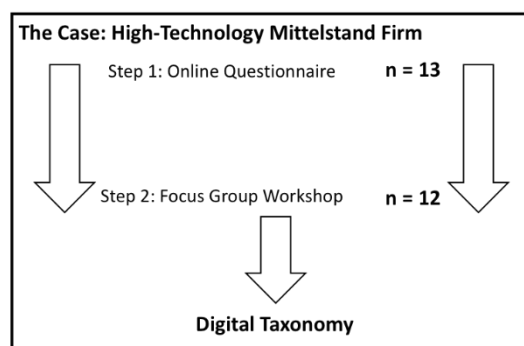 The Case: High-Technology Mittelstand Firm
Step 1: Online Questionnaire n = 13
Step 2: Focus Group Workshop n = 12
Digital Taxonomy